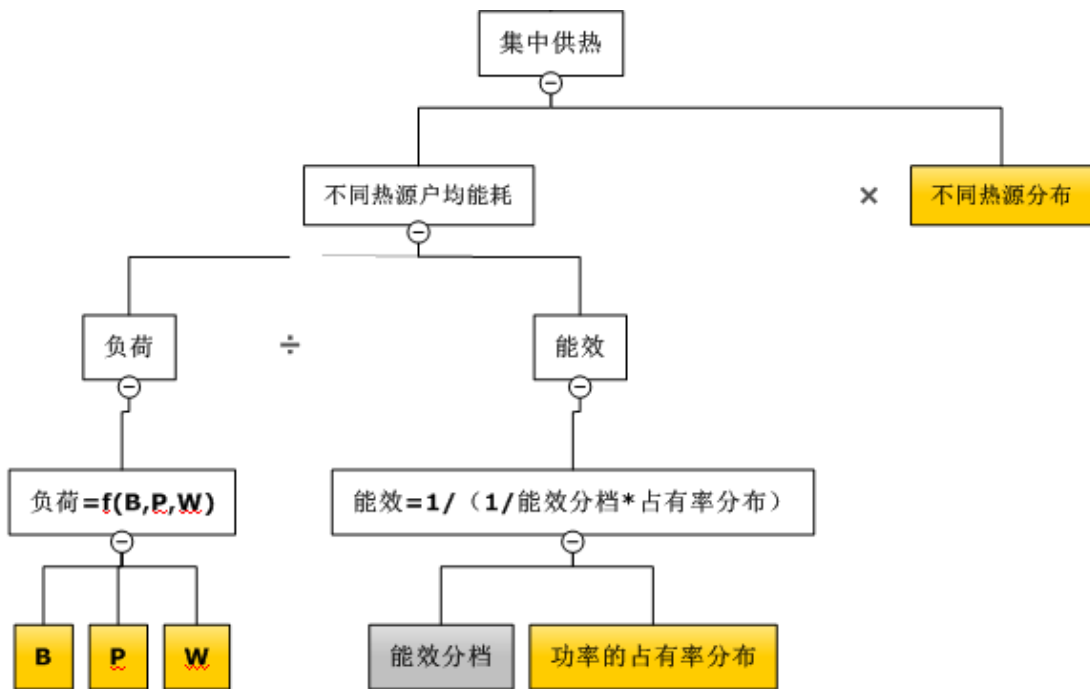 集中供热
不同热源户均能耗
×
不同热源分布
负荷
÷
能效
负荷=f(B,P,W)
能效=1/（1/能效分档*占有率分布）
B
P
W
能效分档
功率的占有率分布